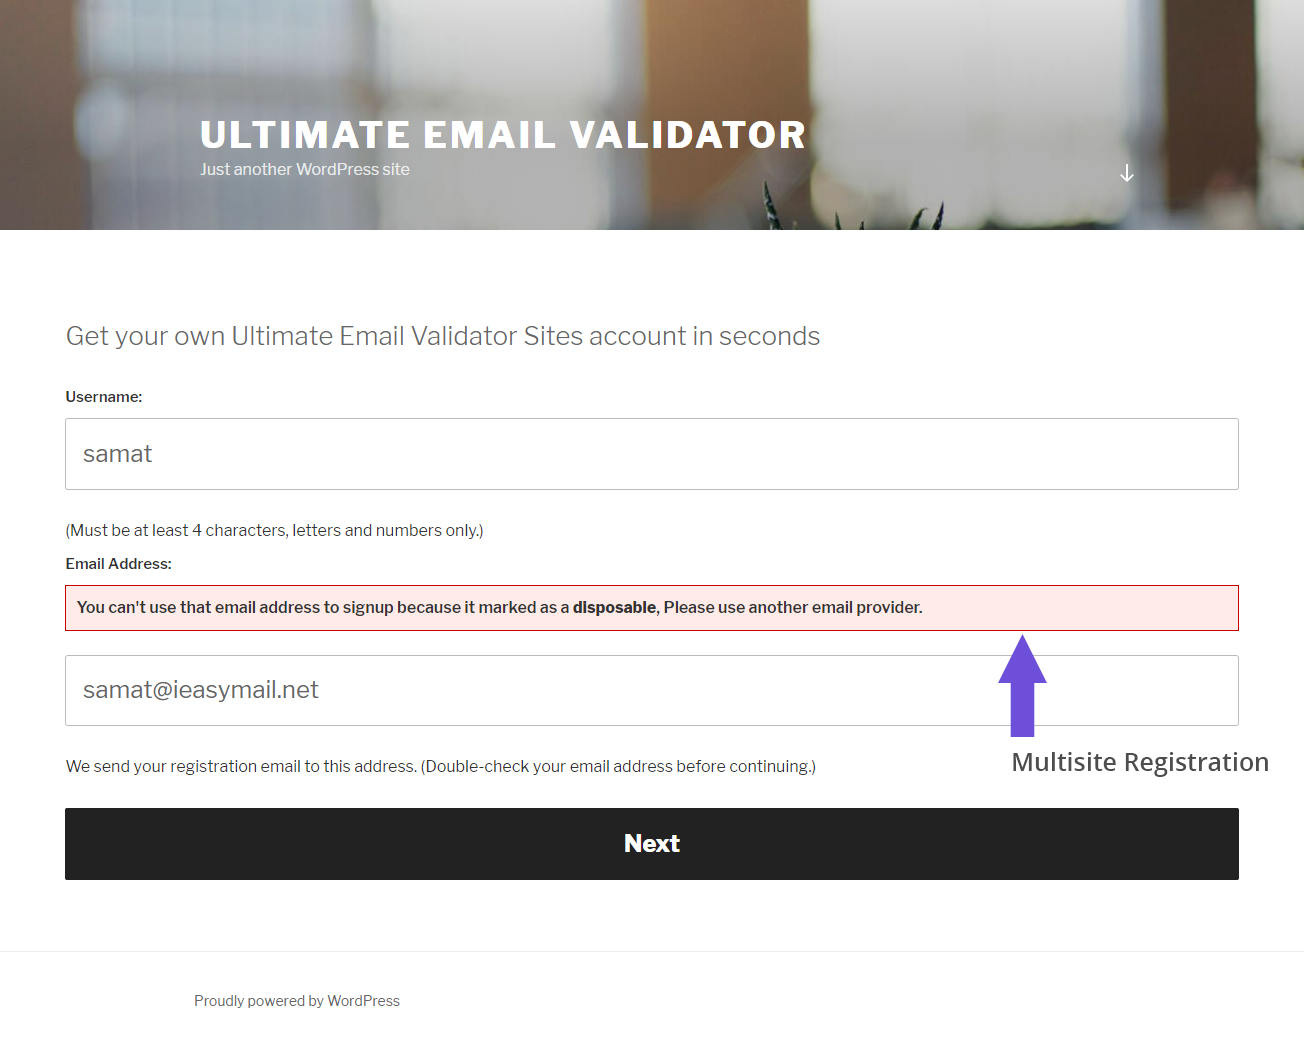 ULTIMATE EMAIL VALIDATOR
Just another WordPress site
Get your own Ultimate Email Validator Sites account in seconds
Username:
samat
(Must be at least 4 characters, letters and numbers only.)
Email Address:
You can't use that email address to signup because it marked as a disposable, Please use another email provider.
samat@ieasymail.net
We send your registration email to this address. (Double-check your email address before continuing.)
Multisite Registration
Next
Proudly powered by WordPress